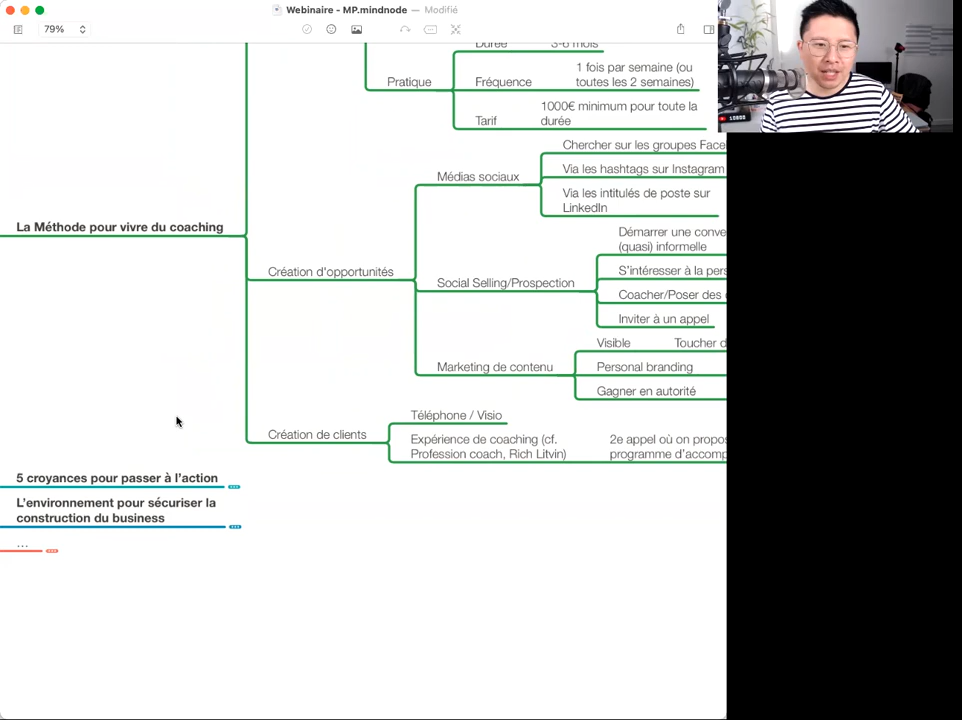 Webinaire - MP.mindnode — Modifié
79%
Durée
3-6 mois
Pratique
Fréquence
1 fois par semaine (ou
toutes les 2 semaines)
Tarif
1000€ minimum pour toute la
durée
La Méthode pour vivre du coaching
Création d'opportunités
Médias sociaux
Chercher sur les groupes Face
Via les hashtags sur Instagram
Via les intitulés de poste sur
LinkedIn
Social Selling/Prospection
Démarrer une conve
(quasi) informelle
S'intéresser à la pers
Coacher/Poser des
Inviter à un appel
Marketing de contenu
Visible
Toucher d
Personal branding
Gagner en autorité
Création de clients
Téléphone / Visio
Expérience de coaching (cf.
Profession coach, Rich Litvin)
2e appel où on propos
programme d'accomp
5 croyances pour passer à l'action
L'environnement pour sécuriser la
construction du business
...